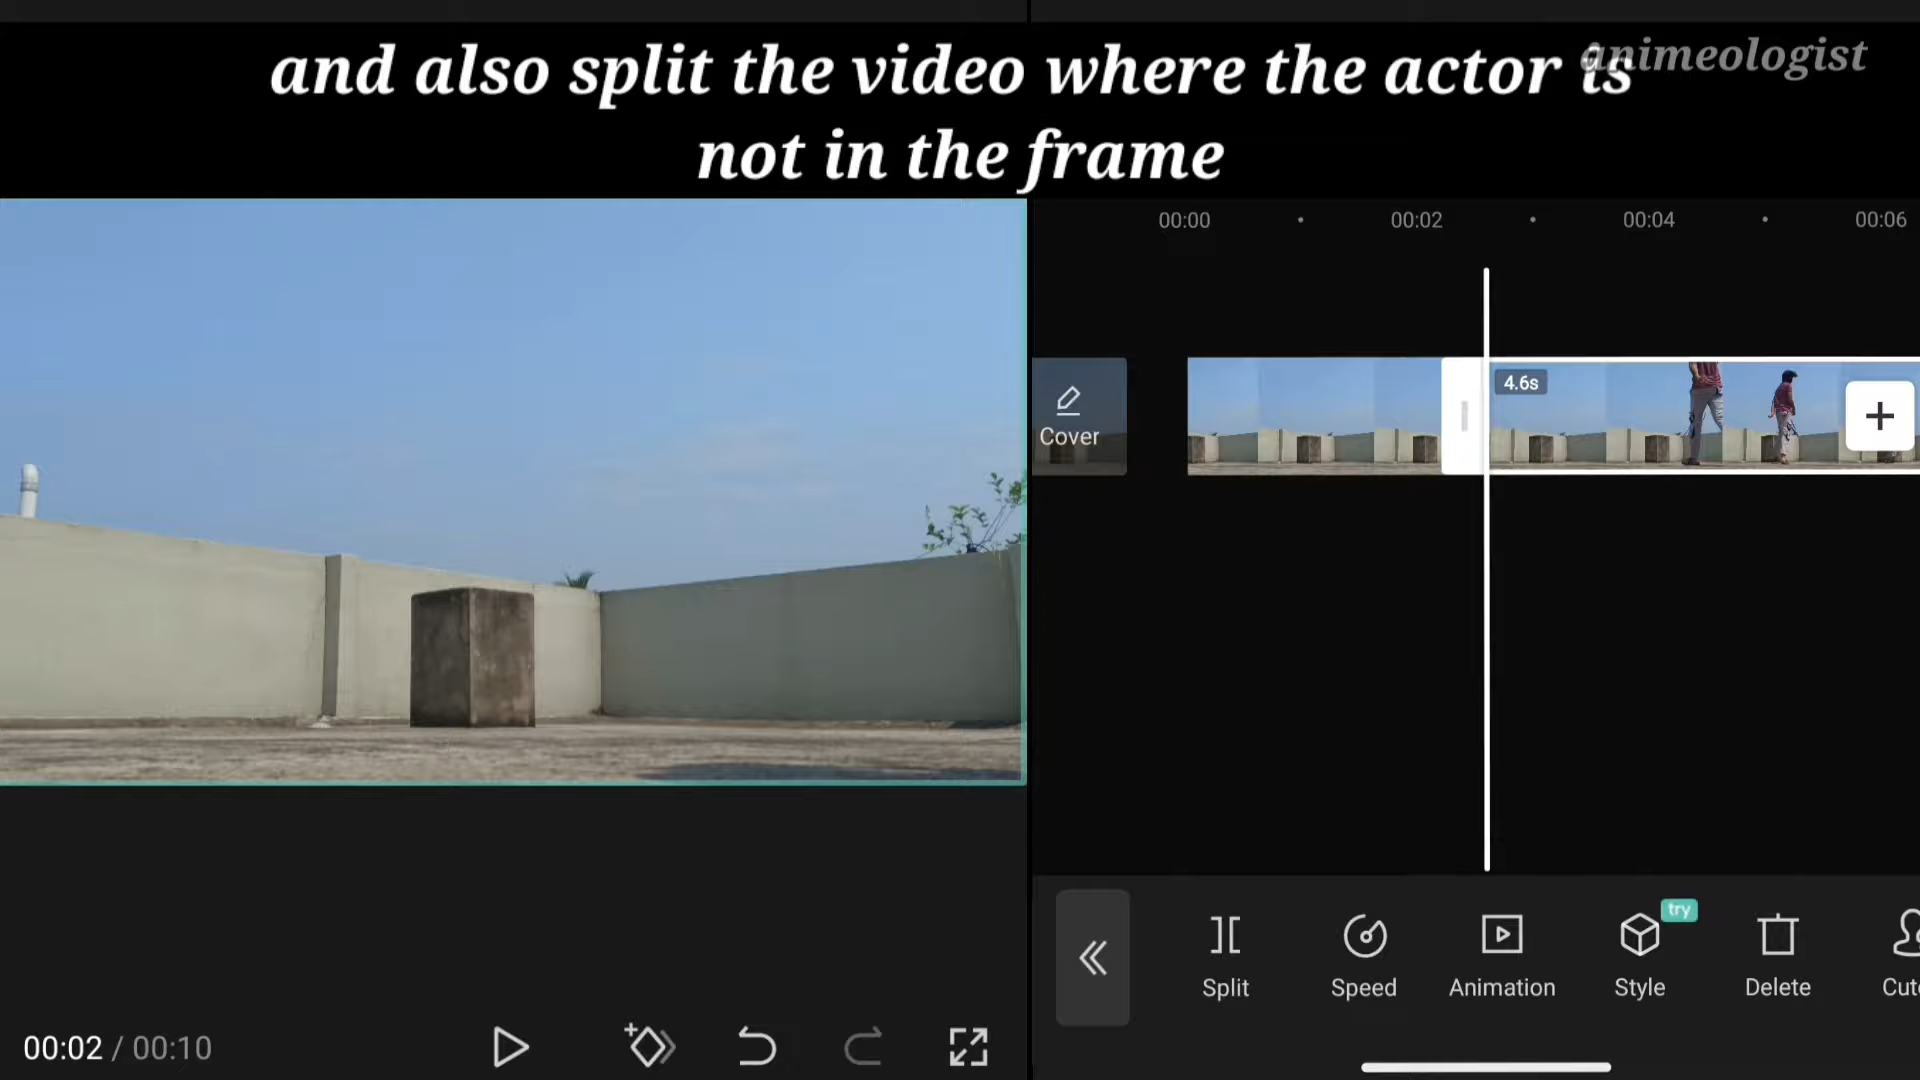 and also split the video where the actor is
not in the frame
animeologist
00:00
00:02
00:04
00:06
Cover
4.6s
try
Split
Speed
Animation
Style
Delete
00:02 / 00:10